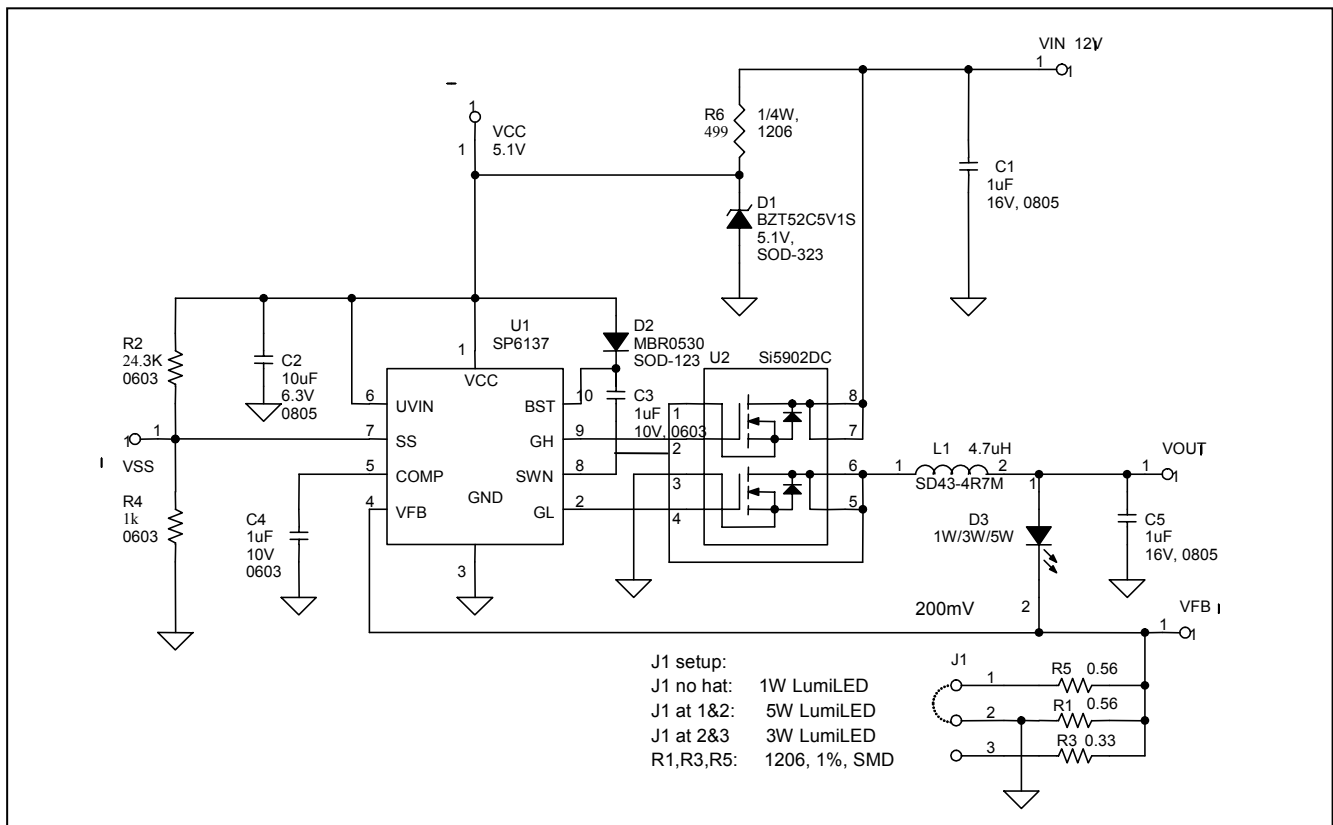 VIN 12V
1
1
R6
499
1/4W,
1206
1
VCC
5.1V
1
C1
1uF
16V, 0805
D1
BZT52C5V1S
5.1V,
SOD-323
R2
24.3K
0603
C2
10uF
6.3V
0805
U1
SP6137
D2
MBR0530
SOD-123
U2
Si5902DC
1
VCC
6
UVIN
BST
10
C3
1uF
10V, 0603
1
8
7
SS
GH
9
2
7
1
1
VSS
5
COMP
SWN
8
3
6
GND
4
VFB
GL
2
4
5
3
R4
1k
0603
C4
1uF
10V
0603
L1
4.7uH
1
2
SD43-4R7M
VOUT
1
1
1
D3
1W/3W/5W
2
C5
1uF
16V, 0805
200mV
VFB
1
1
J1 setup:
J1 no hat: 1W LumiLED
J1 at 1&2: 5W LumiLED
J1 at 2&3 3W LumiLED
R1,R3,R5: 1206, 1%, SMD
J1
1
R5 0.56
2
R1 0.56
3
R3 0.33